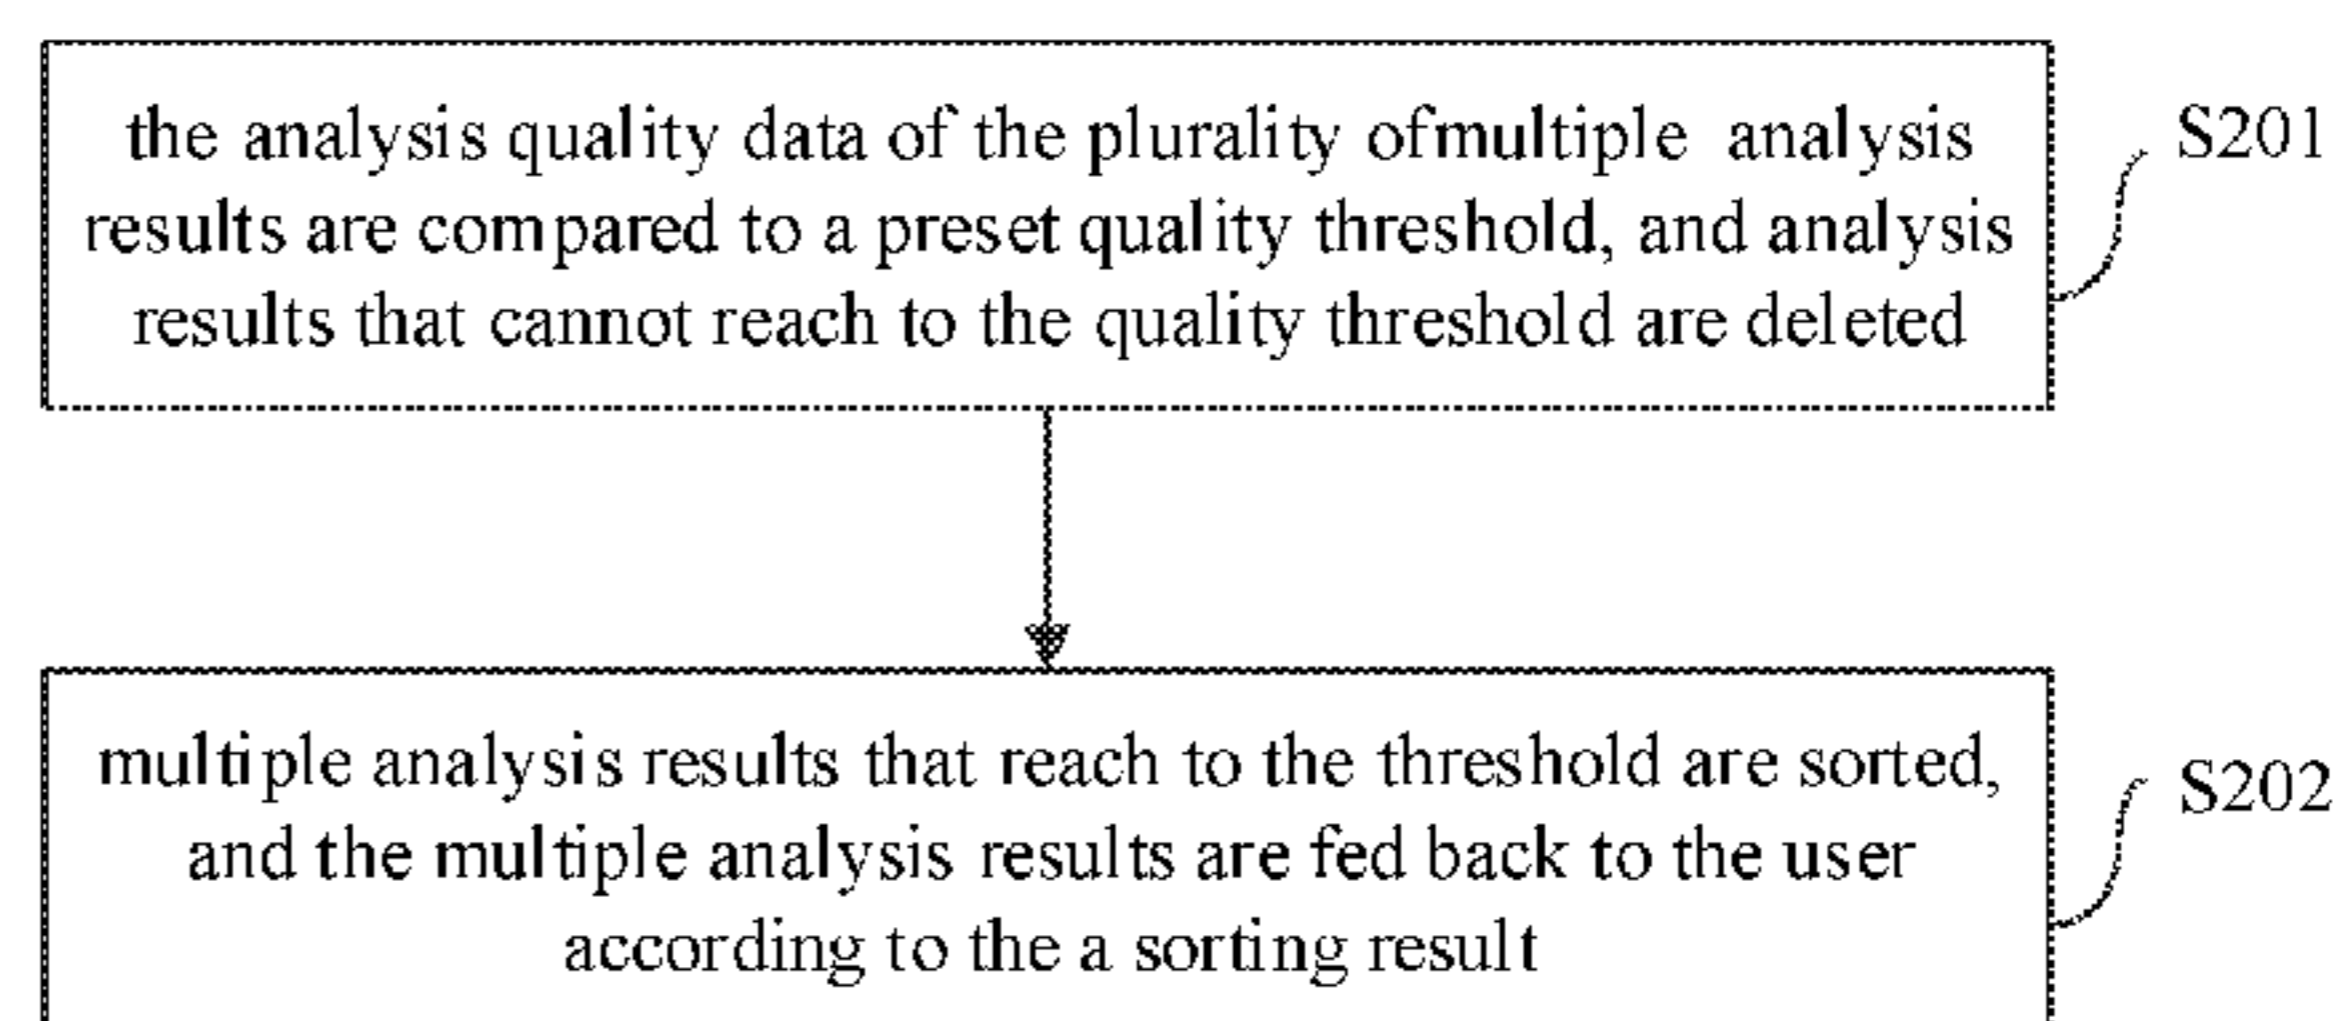 the analysis quality data of the plurality ofmultiple analysis
results are compared to a preset quality threshold, and analysis
results that cannot reach to the quality threshold are deleted
S201
multiple analysis results that reach to the threshold are sorted,
and the multiple analysis results are fed back to the user
according to the a sorting result
S202